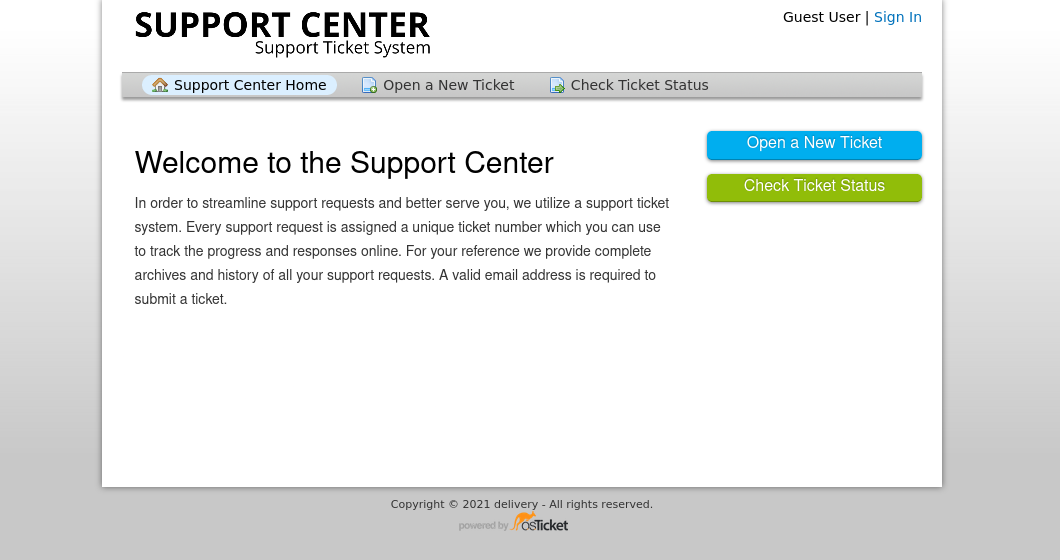 SUPPORT CENTER
Support Ticket System
Guest User | Sign In
Support Center Home Open a New Ticket Check Ticket Status
Welcome to the Support Center
In order to streamline support requests and better serve you, we utilize a support ticket
system. Every support request is assigned a unique ticket number which you can use
to track the progress and responses online. For your reference we provide complete
archives and history of all your support requests. A valid email address is required to
submit a ticket.
Open a New Ticket
Check Ticket Status
Copyright © 2021 delivery - All rights reserved.
powered by osTicket